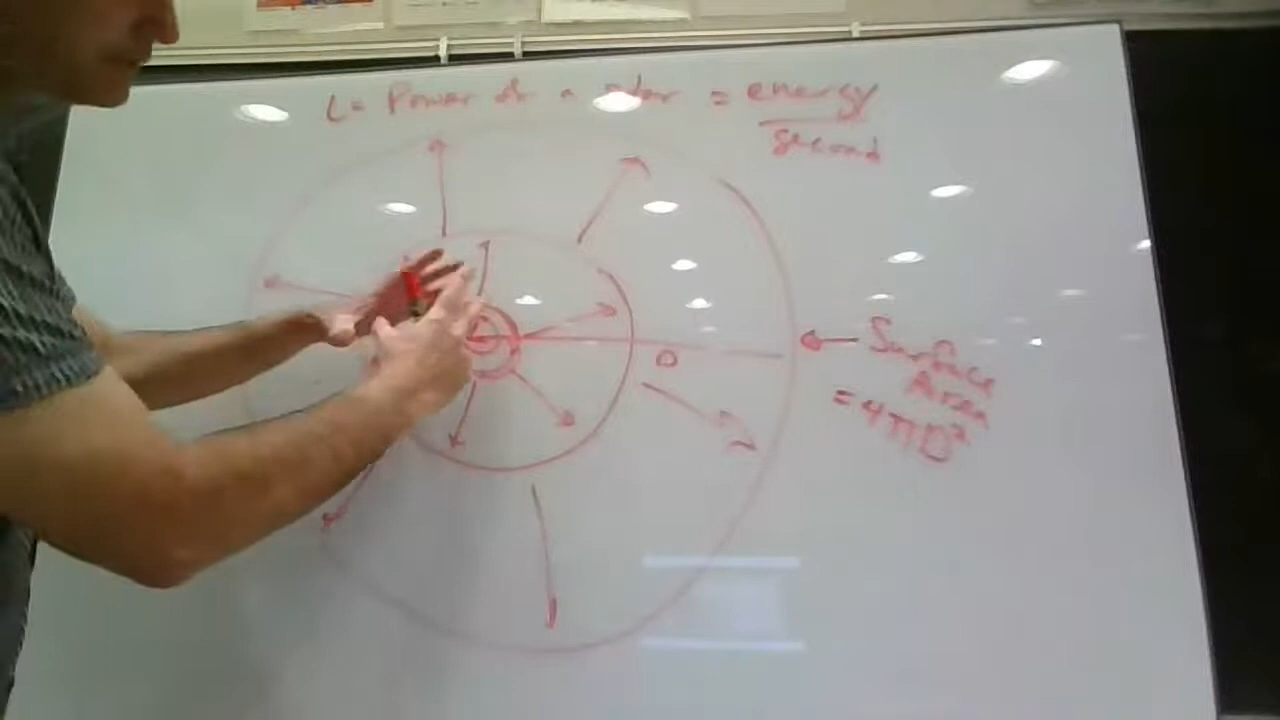 L = Power of a star = energy
second
L
D
Surface
Area
= 4πD²